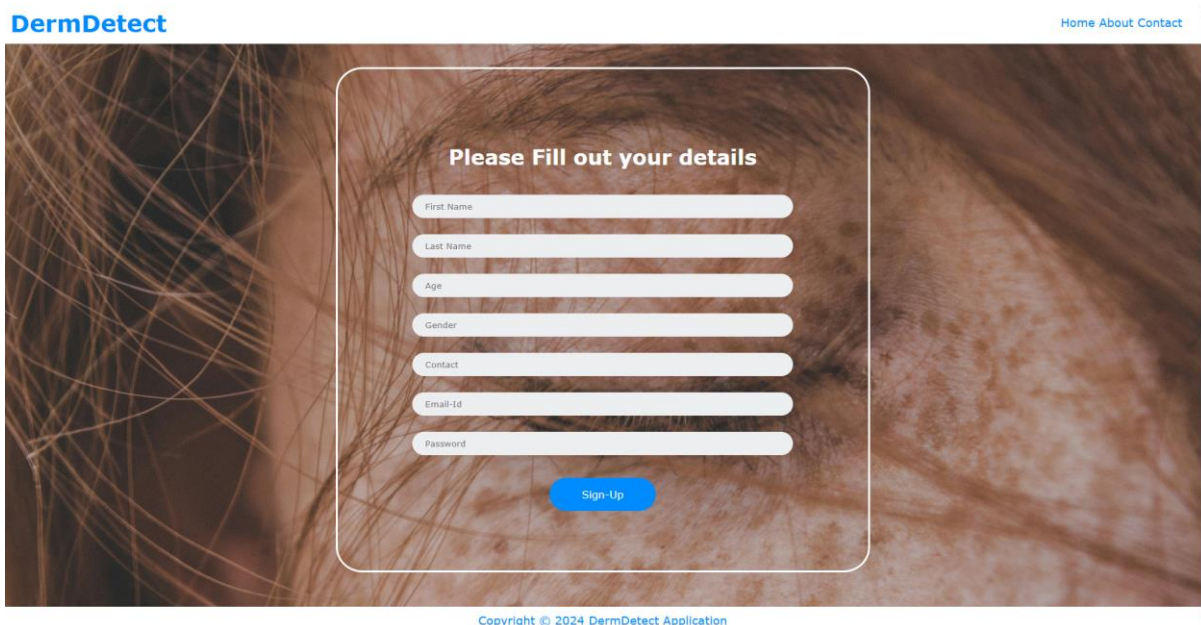 DermDetect
Home About Contact
Please Fill out your details
First Name
Last Name
Age
Gender
Contact
Email-Id
Password
Sign-Up
Copyright © 2024 DermDetect Application